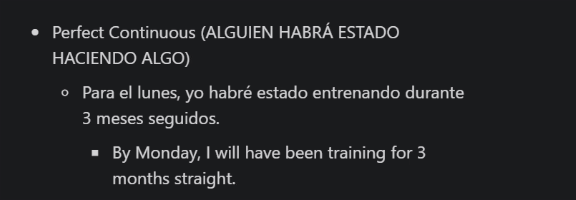 Perfect Continuous (ALGUIEN HABRÁ ESTADO
HACIENDO ALGO)
Para el lunes, yo habré estado entrenando durante
3 meses seguidos.
By Monday, I will have been training for 3
months straight.